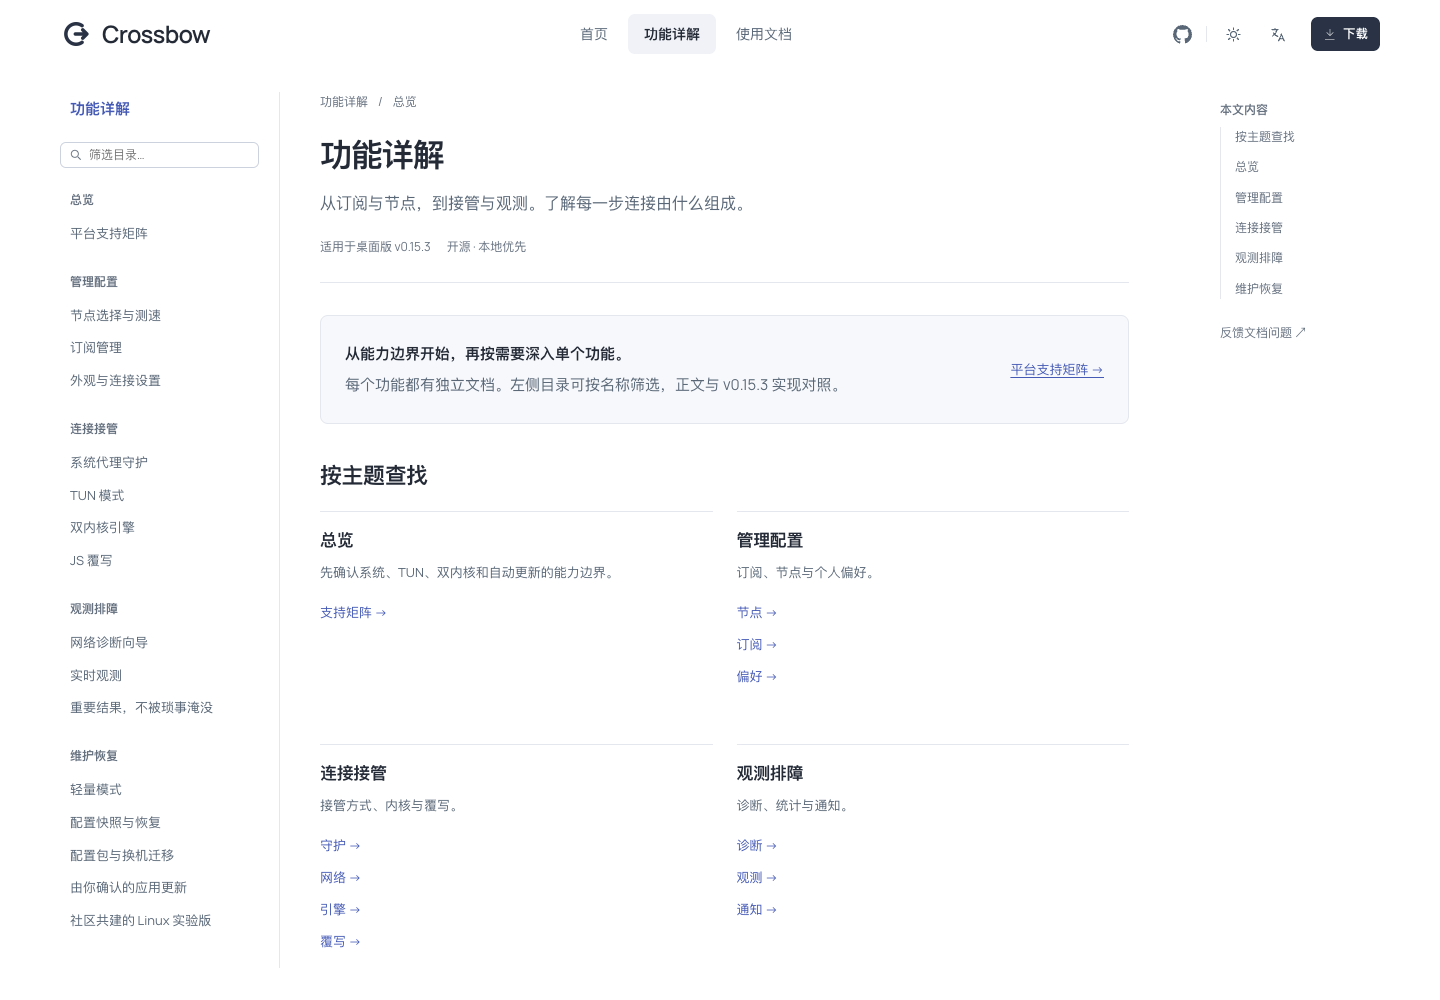 Crossbow
首页
功能详解
使用文档
下载
功能详解
筛选目录...
总览
平台支持矩阵
管理配置
节点选择与测速
订阅管理
外观与连接设置
连接接管
系统代理守护
TUN 模式
双内核引擎
JS 覆写
观测排障
网络诊断向导
实时观测
重要结果，不被琐事淹没
维护恢复
轻量模式
配置快照与恢复
配置包与换机迁移
由你确认的应用更新
社区共建的 Linux 实验版
功能详解 / 总览
功能详解
从订阅与节点，到接管与观测。了解每一步连接由什么组成。
适用于桌面版 v0.15.3 开源 · 本地优先
从能力边界开始，再按需要深入单个功能。
每个功能都有独立文档。左侧目录可按名称筛选，正文与 v0.15.3 实现对照。
平台支持矩阵 →
按主题查找
总览
先确认系统、TUN、双内核和自动更新的能力边界。
支持矩阵 →
管理配置
订阅、节点与个人偏好。
节点 →
订阅 →
偏好 →
连接接管
接管方式、内核与覆写。
守护 →
网络 →
引擎 →
覆写 →
观测排障
诊断、统计与通知。
诊断 →
观测 →
通知 →
本文内容
按主题查找
总览
管理配置
连接接管
观测排障
维护恢复
反馈文档问题 ↗